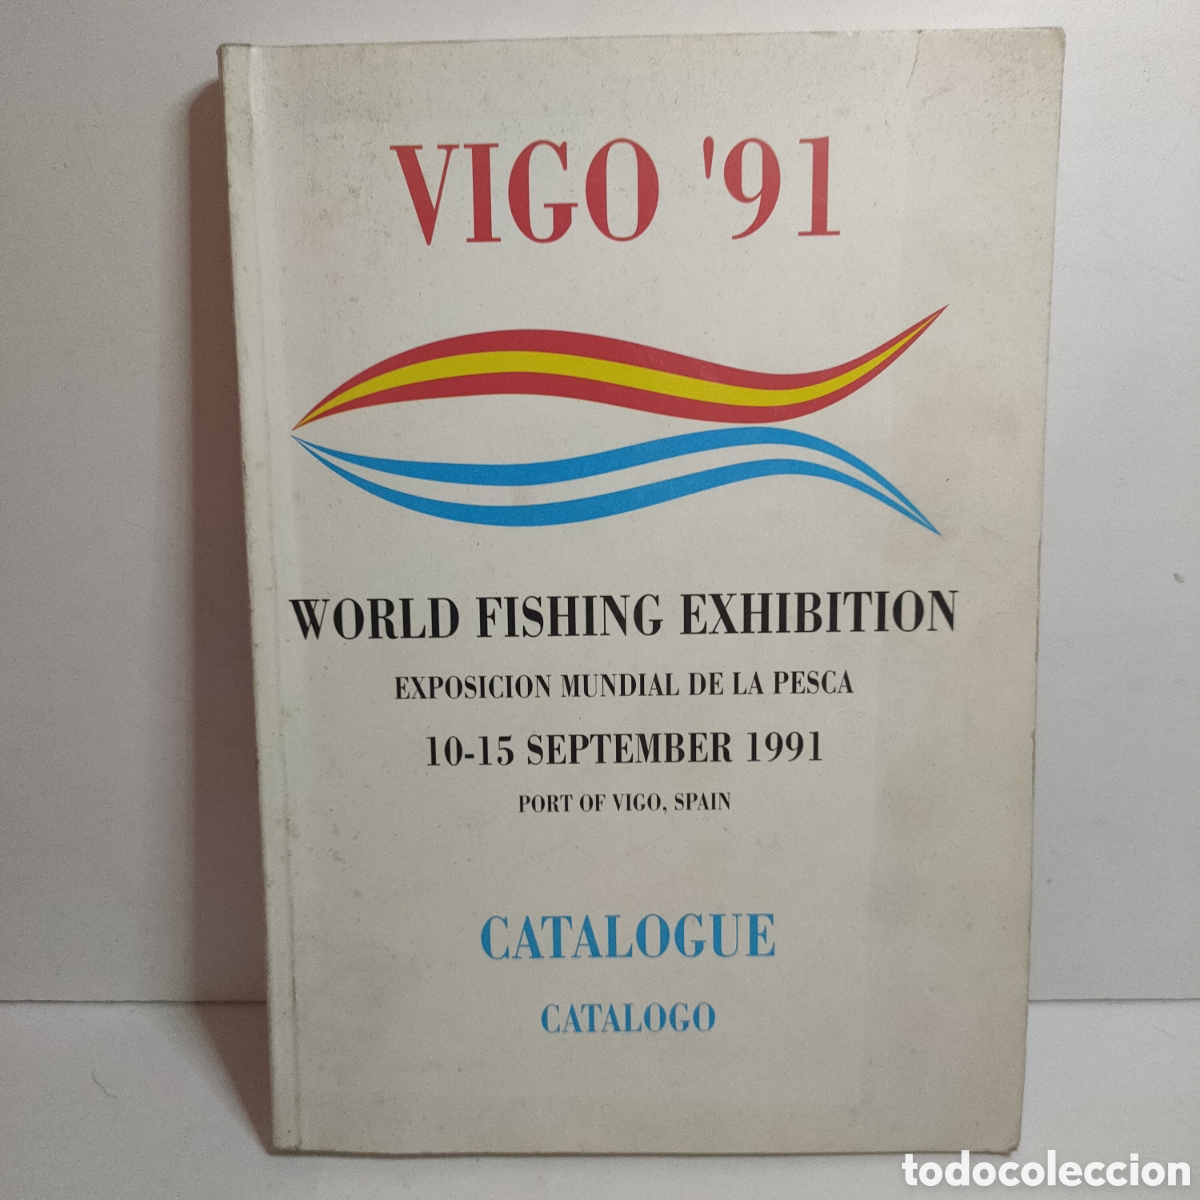 VIGO '91
WORLD FISHING EXHIBITION
EXPOSICION MUNDIAL DE LA PESCA
10-15 SEPTEMBER 1991
PORT OF VIGO, SPAIN
CATALOGUE
CATALOGO
todocoleccion